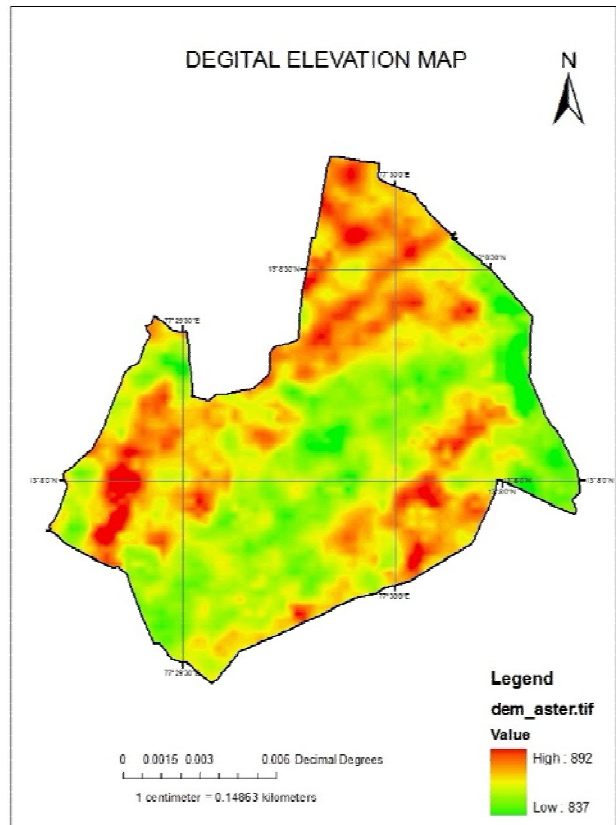 DEGITAL ELEVATION MAP
N
Legend
dem_aster.tif
Value
High : 892
Low : 837
0 0.0015 0.003 0.006 Decimal Degrees
1 centimeter = 0.14863 kilometers